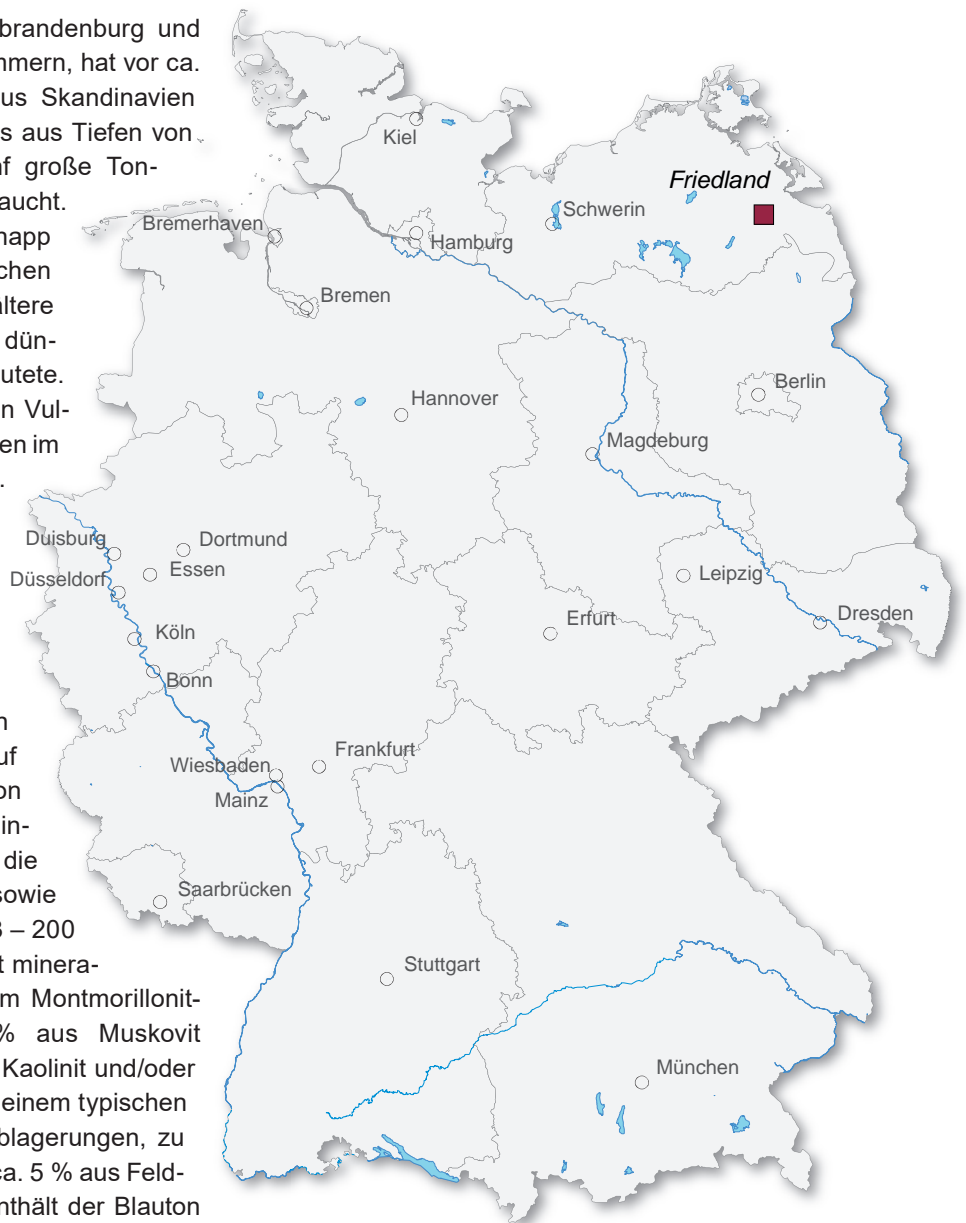 brandenburg und
mmern, hat vor ca.
us Skandinavien
s aus Tiefen von
nf große Ton-
aucht.
napp
chen
ltere
dün-
utete.
n Vul-
en im
.
n
uf
on
in-
die
sowie
3 – 200
t minera-
m Montmorillonit-
% aus Muskovit
Kaolinit und/oder
einem typischen
blagerungen, zu
ca. 5 % aus Feld-
nthält der Blauton
Kiel
Friedland
Schwerin
Bremerhaven
Hamburg
Bremen
Berlin
Hannover
Magdeburg
Duisburg
Dortmund
Essen
Düsseldorf
Leipzig
Köln
Erfurt
Dresden
Bonn
Frankfurt
Wiesbaden
Mainz
Saarbrücken
Stuttgart
München